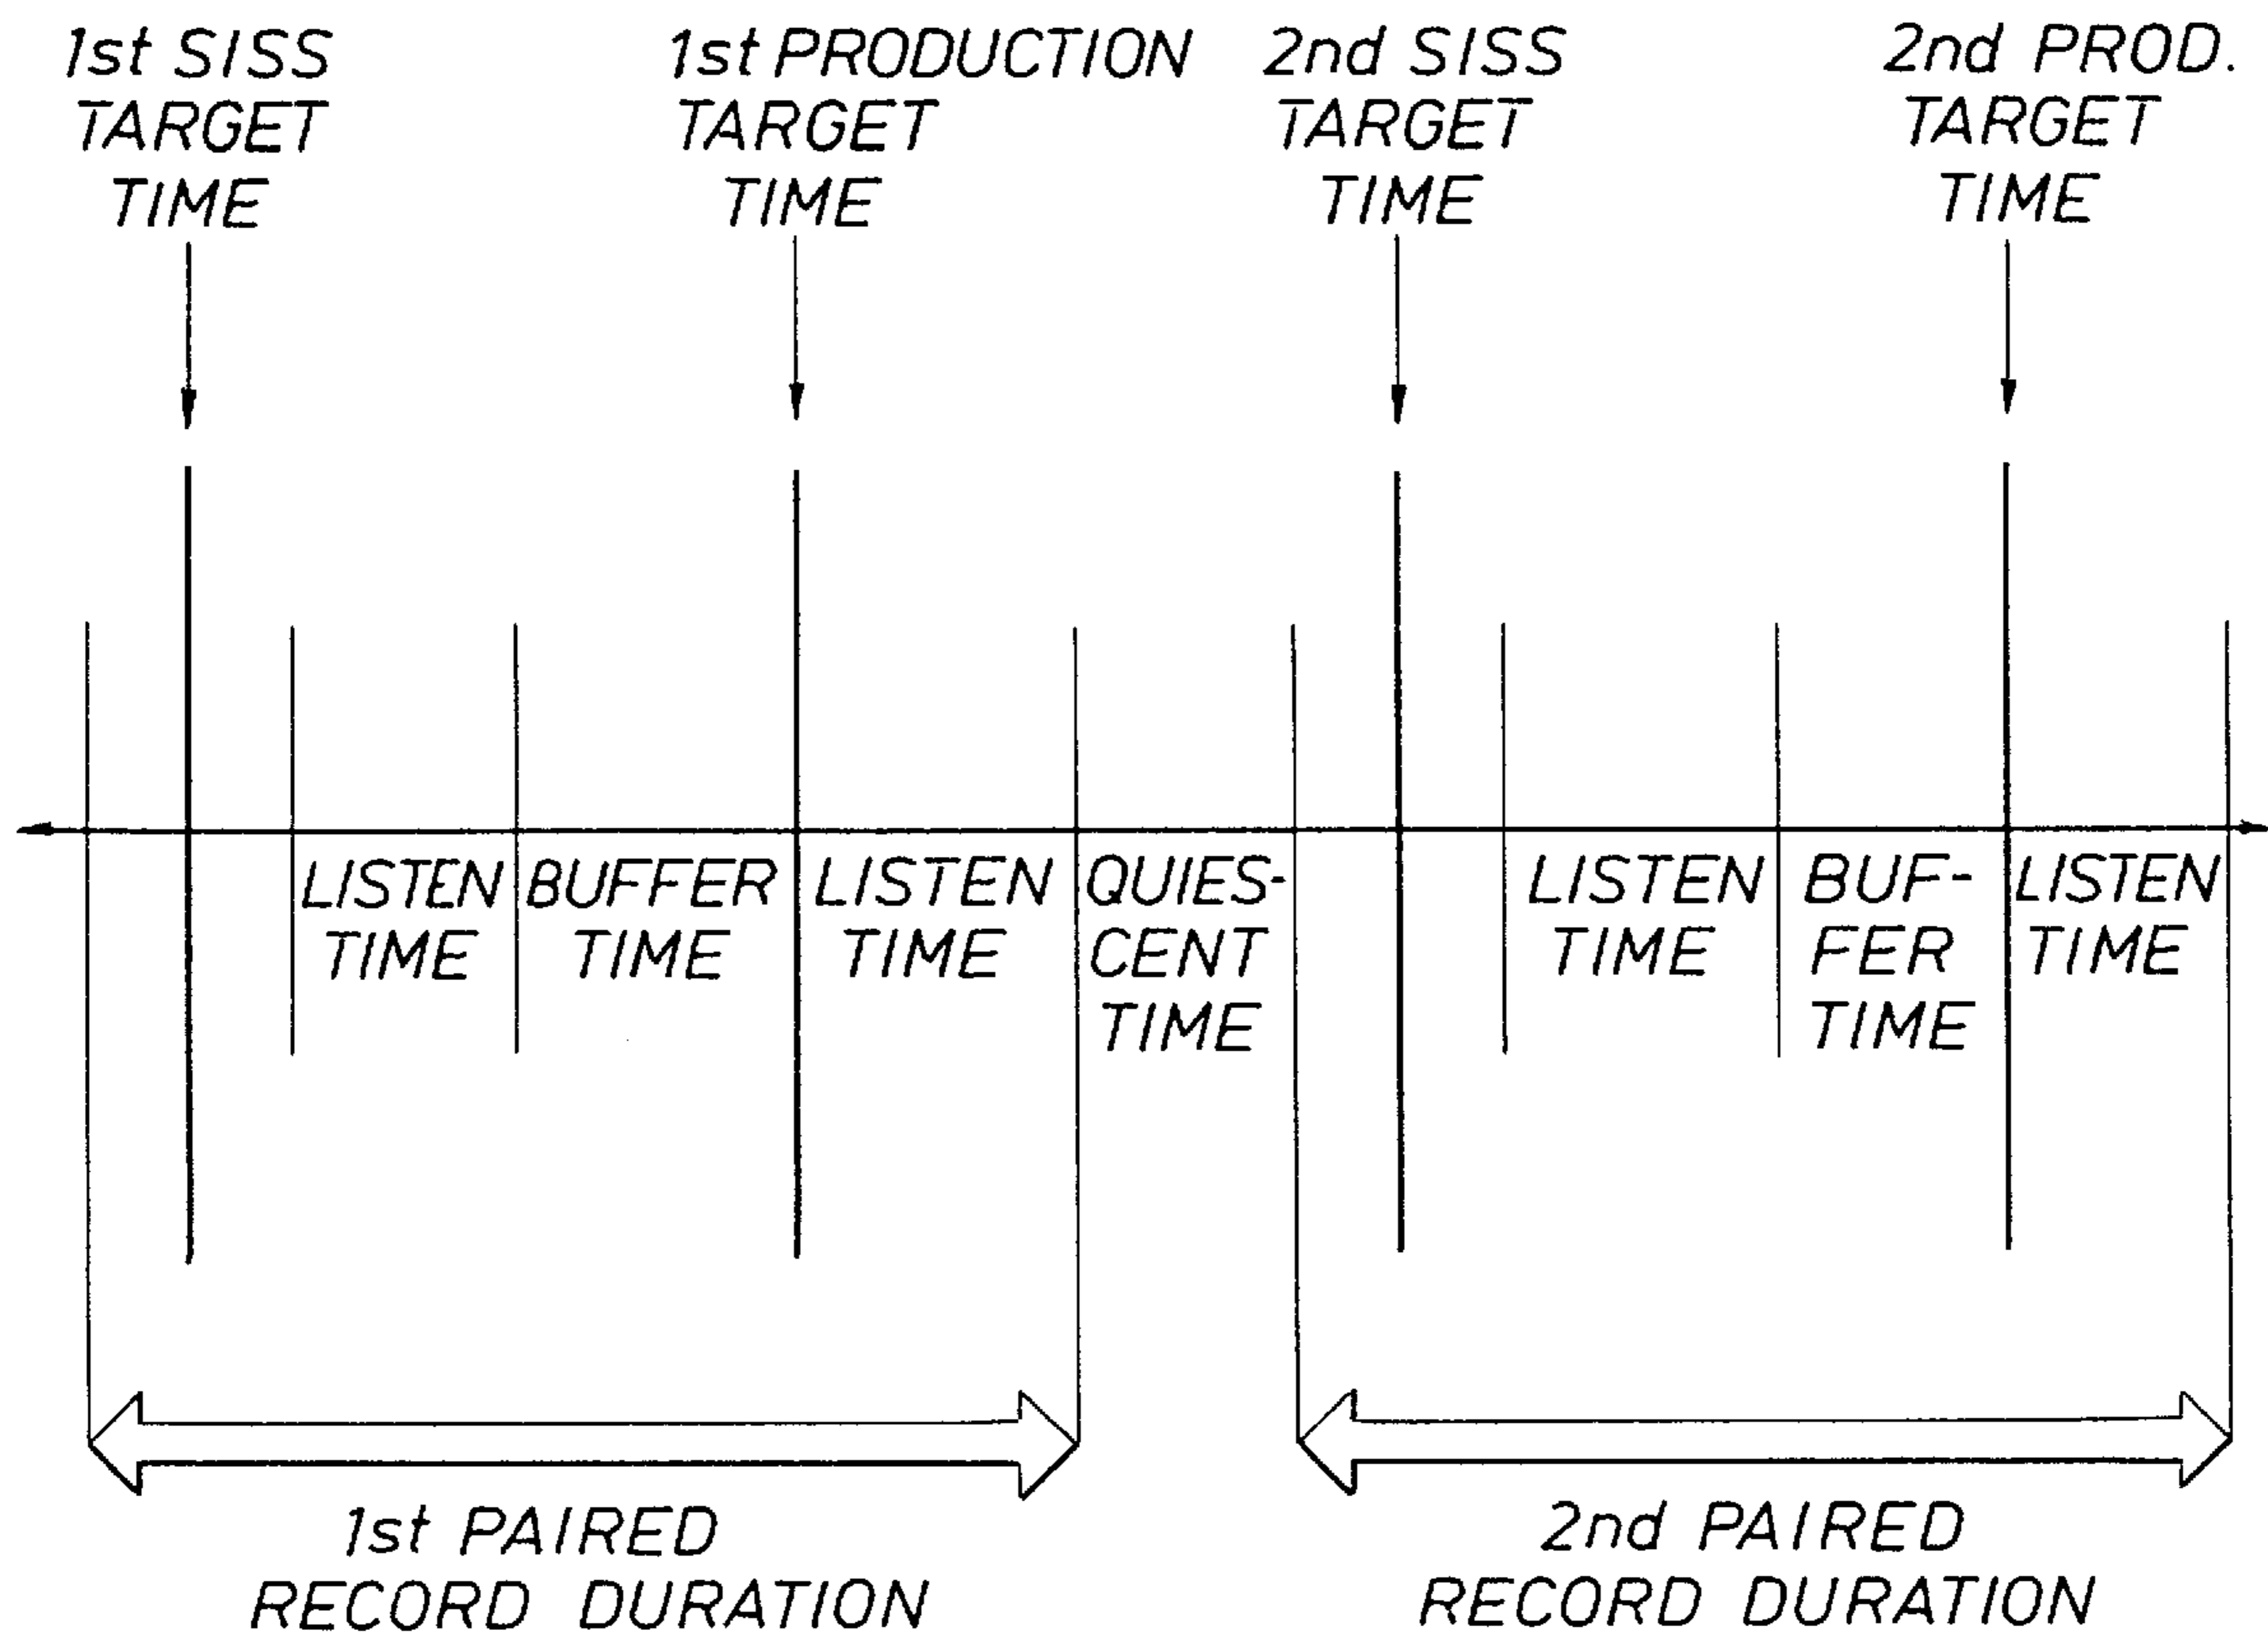 1st SISS
TARGET
TIME
1st PRODUCTION
TARGET
TIME
2nd SISS
TARGET
TIME
2nd PROD.
TARGET
TIME
LISTEN
TIME
BUFFER
TIME
LISTEN
TIME
QUIES-
CENT
TIME
LISTEN
TIME
BUF-
FER
TIME
LISTEN
TIME
1st PAIRED
RECORD DURATION
2nd PAIRED
RECORD DURATION